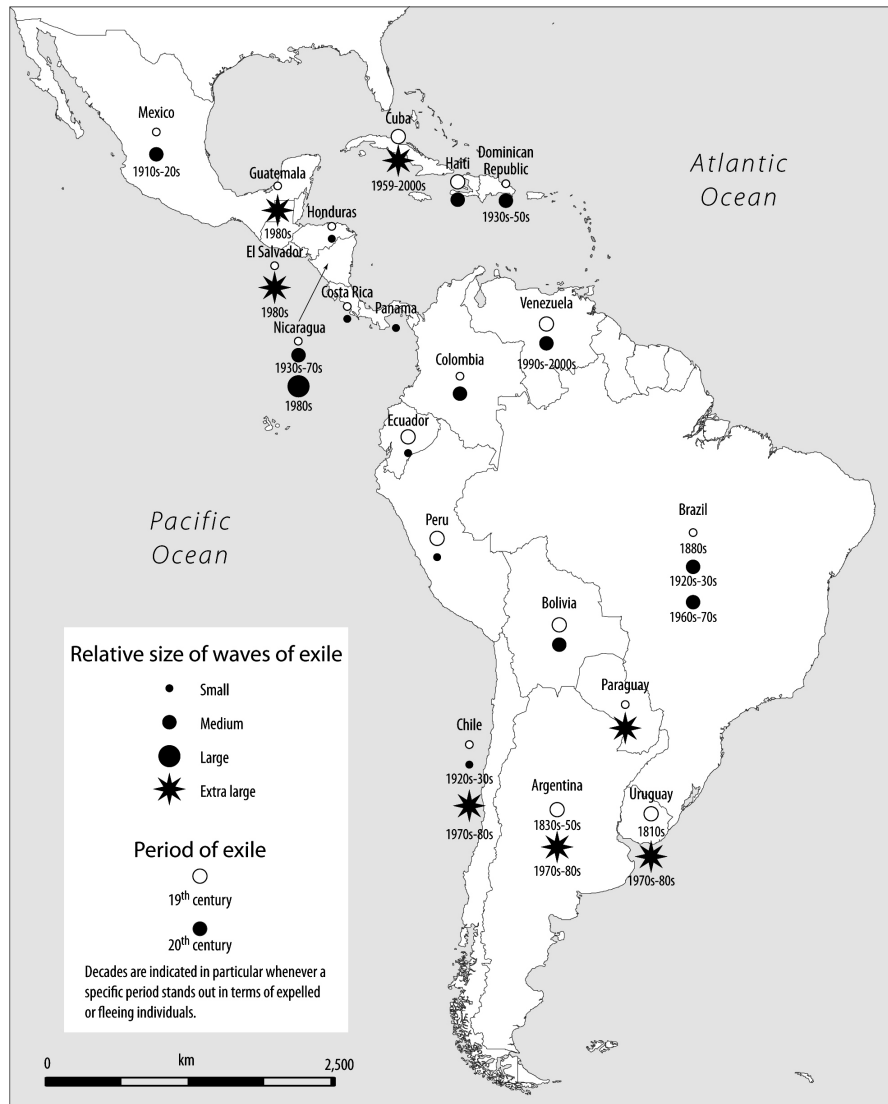 Mexico
1910s-20s
Cuba
1959-2000s
Haiti
Dominican
Republic
1930s-50s
Atlantic
Ocean
Guatemala
1980s
Honduras
El Salvador
1980s
Costa Rica
Panama
Nicaragua
1930s-70s
1980s
Venezuela
1990s-2000s
Colombia
Ecuador
Pacific
Ocean
Peru
Brazil
1880s
1920s-30s
1960s-70s
Bolivia
Paraguay
Chile
1920s-30s
1970s-80s
Argentina
1830s-50s
1970s-80s
Uruguay
1810s
1970s-80s
Relative size of waves of exile
Small
Medium
Large
Extra large
Period of exile
19th century
20th century
Decades are indicated in particular whenever a
specific period stands out in terms of expelled
or fleeing individuals.
0 km 2,500